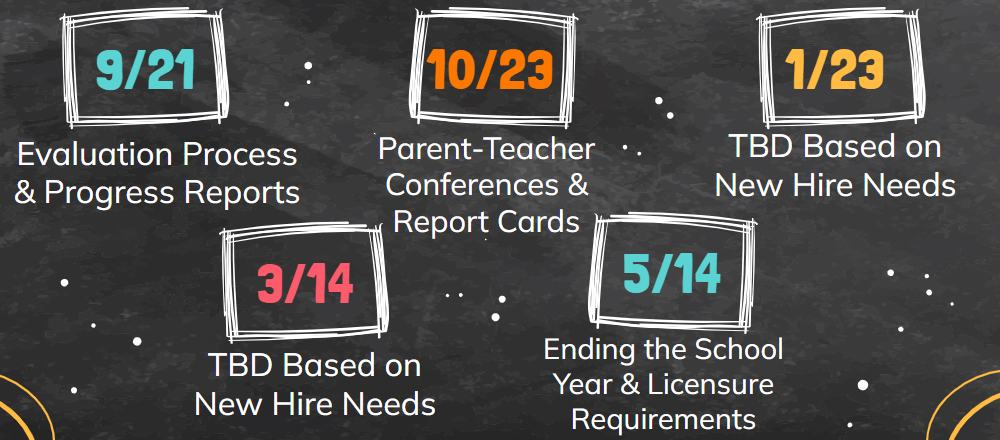 9/21
Evaluation Process
& Progress Reports
10/23
Parent-Teacher
Conferences &
Report Cards
1/23
TBD Based on
New Hire Needs
3/14
TBD Based on
New Hire Needs
5/14
Ending the School
Year & Licensure
Requirements